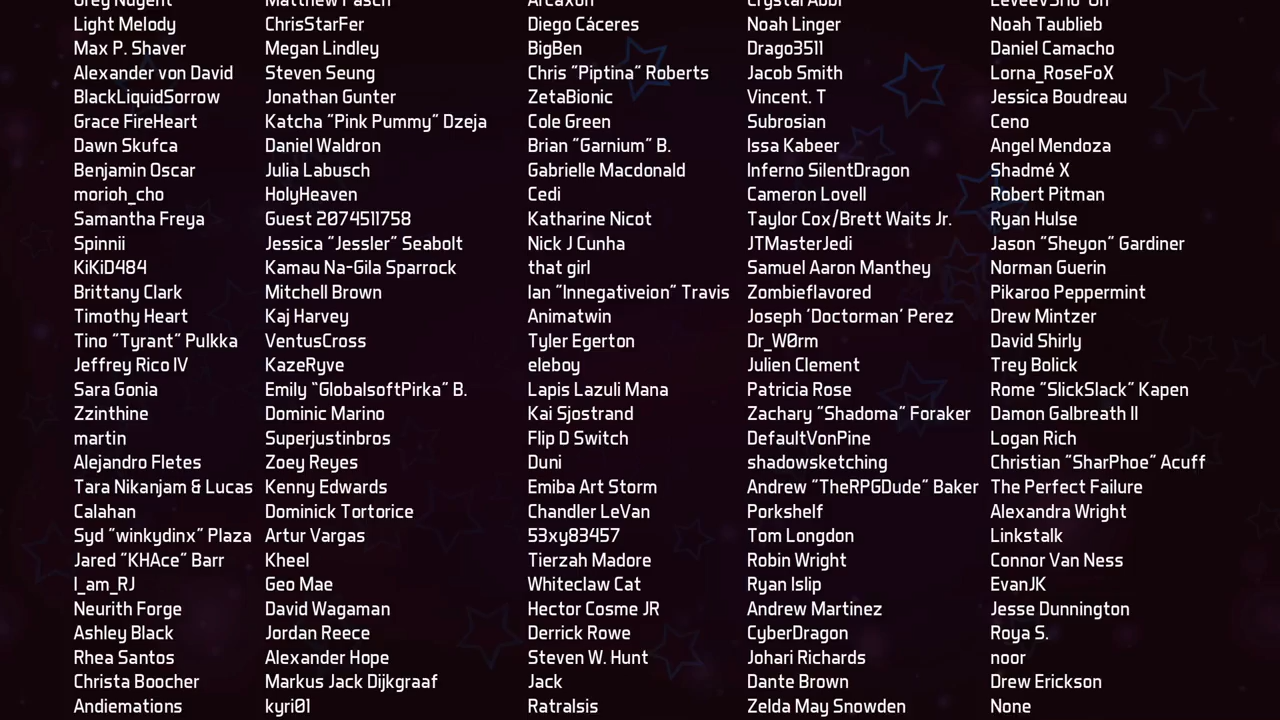 Light Melody ChrisStarFer Diego Cáceres Noah Linger Noah Taublieb
Max P. Shaver Megan Lindley BigBen Drago3511 Daniel Camacho
Alexander von David Steven Seung Chris "Piptina" Roberts Jacob Smith Lorna_RoseFoX
BlackLiquidSorrow Jonathan Gunter ZetaBionic Vincent. T Jessica Boudreau
Grace FireHeart Katcha "Pink Pummy" Dzeja Cole Green Subrosian Ceno
Dawn Skufca Daniel Waldron Brian "Garnium" B. Issa Kabeer Angel Mendoza
Benjamin Oscar Julia Labusch Gabrielle Macdonald Inferno SilentDragon Shadmé X
morioh_cho HolyHeaven Cedi Cameron Lovell Robert Pitman
Samantha Freya Guest 2074511758 Katharine Nicot Taylor Cox/Brett Waits Jr. Ryan Hulse
Spinnii Jessica "Jessler" Seabolt Nick J Cunha JTMasterJedi Jason "Sheyon" Gardiner
KiKiD484 Kamau Na-Gila Sparrock that girl Samuel Aaron Manthey Norman Guerin
Brittany Clark Mitchell Brown Ian "Innegativeion" Travis Zombieflavored Pikaroo Peppermint
Timothy Heart Kaj Harvey Animatwin Joseph 'Doctorman' Perez Drew Mintzer
Tino "Tyrant" Pulkka VentusCross Tyler Egerton Dr_W0rm David Shirly
Jeffrey Rico IV KazeRyve eleboy Julien Clement Trey Bolick
Sara Gonia Emily "GlobalsoftPirka" B. Lapis Lazuli Mana Patricia Rose Rome "SlickSlack" Kapen
Zzinthine Dominic Marino Kai Sjostrand Zachary "Shadoma" Foraker Damon Galbreath II
martin Superjustinbros Flip D Switch DefaultVonPine Logan Rich
Alejandro Fletes Zoey Reyes Duni shadowsketching Christian "SharPhoe" Acuff
Tara Nikanjam & Lucas Kenny Edwards Emiba Art Storm Andrew "TheRPGDude" Baker The Perfect Failure
Calahan Dominick Tortorice Chandler LeVan Porkshelf Alexandra Wright
Syd "winkydinx" Plaza Artur Vargas 53xy83457 Tom Longdon Linkstalk
Jared "KHAce" Barr Kheel Tierzah Madore Robin Wright Connor Van Ness
I_am_RJ Geo Mae Whiteclaw Cat Ryan Islip EvanJK
Neurith Forge David Wagaman Hector Cosme JR Andrew Martinez Jesse Dunnington
Ashley Black Jordan Reece Derrick Rowe CyberDragon Roya S.
Rhea Santos Alexander Hope Steven W. Hunt Johari Richards noor
Christa Boocher Markus Jack Dijkgraaf Jack Dante Brown Drew Erickson
Andiemations kyri01 Ratralsis Zelda May Snowden None